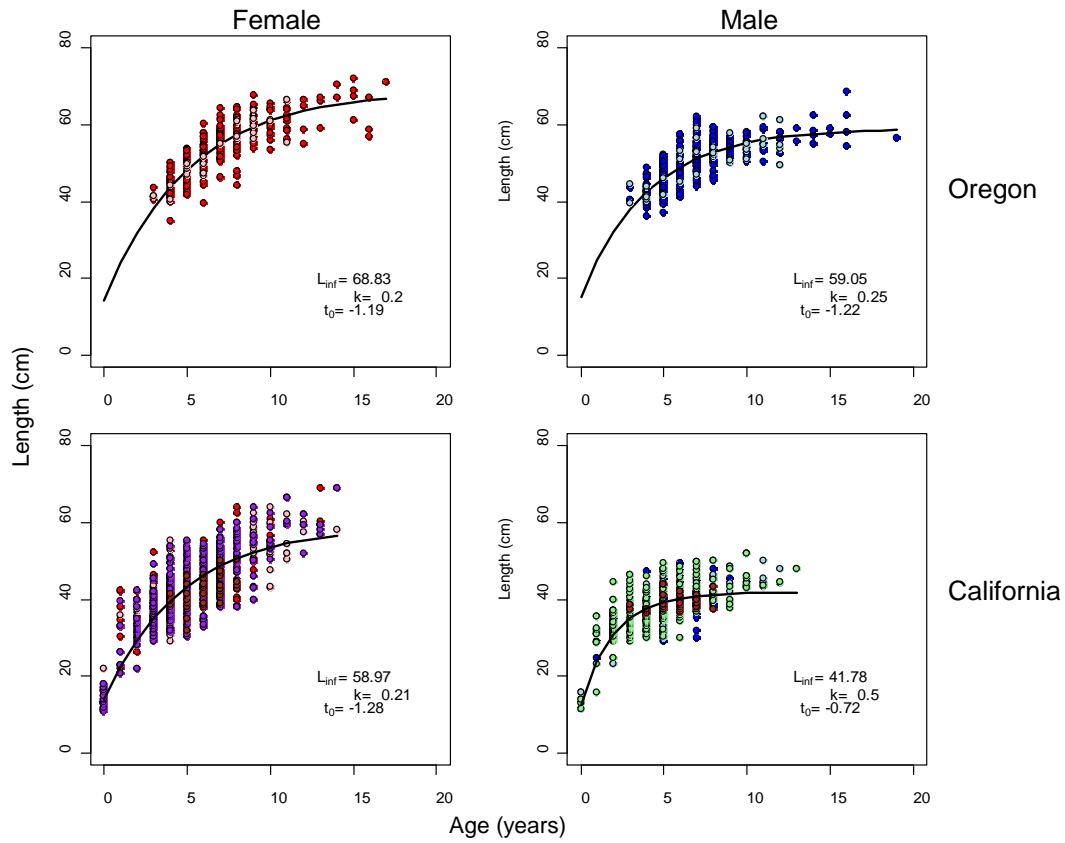 Female
Male
80
60
40
20
0
0 5 10 15 20
L_inf= 68.83
k= 0.2
t_0= -1.19
Length (cm)
80
60
40
20
0
0 5 10 15 20
L_inf= 59.05
k= 0.25
t_0= -1.22
Oregon
Length (cm)
80
60
40
20
0
0 5 10 15 20
L_inf= 58.97
k= 0.21
t_0= -1.28
Length (cm)
80
60
40
20
0
0 5 10 15 20
L_inf= 41.78
k= 0.5
t_0= -0.72
California
Age (years)